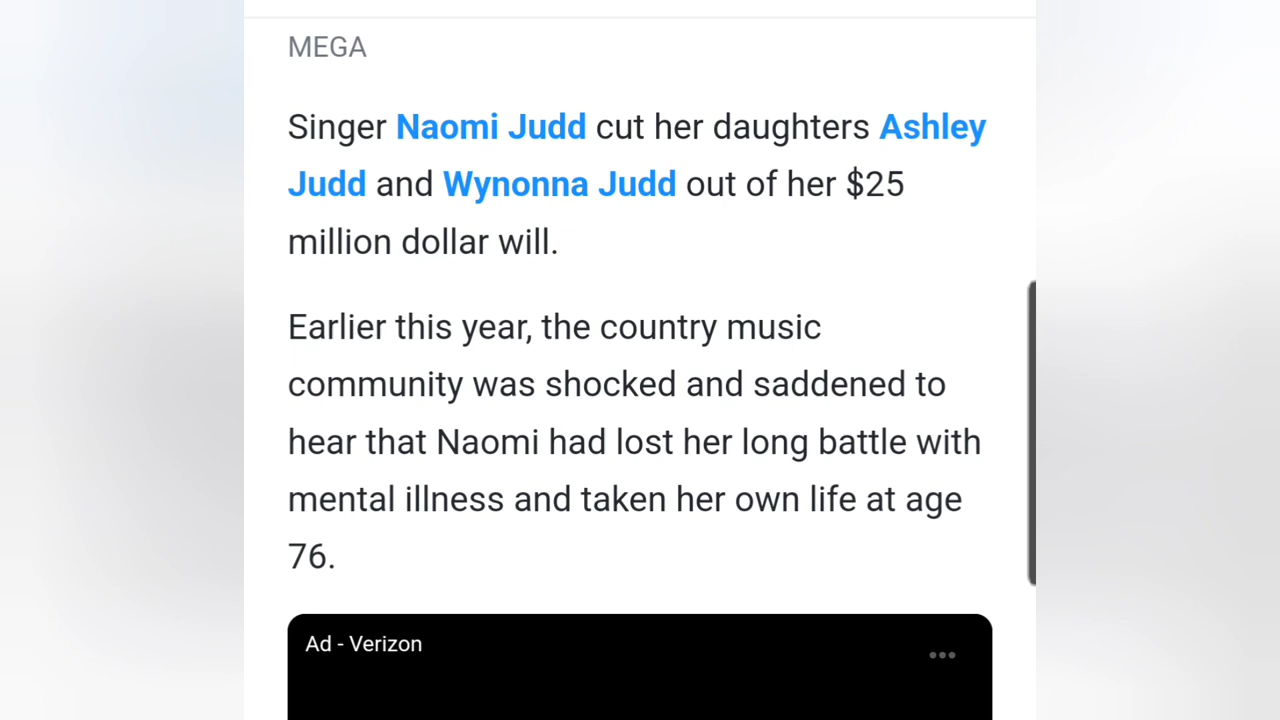 MEGA
Singer Naomi Judd cut her daughters Ashley
Judd and Wynonna Judd out of her $25
million dollar will.
Earlier this year, the country music
community was shocked and saddened to
hear that Naomi had lost her long battle with
mental illness and taken her own life at age
76.
Ad - Verizon